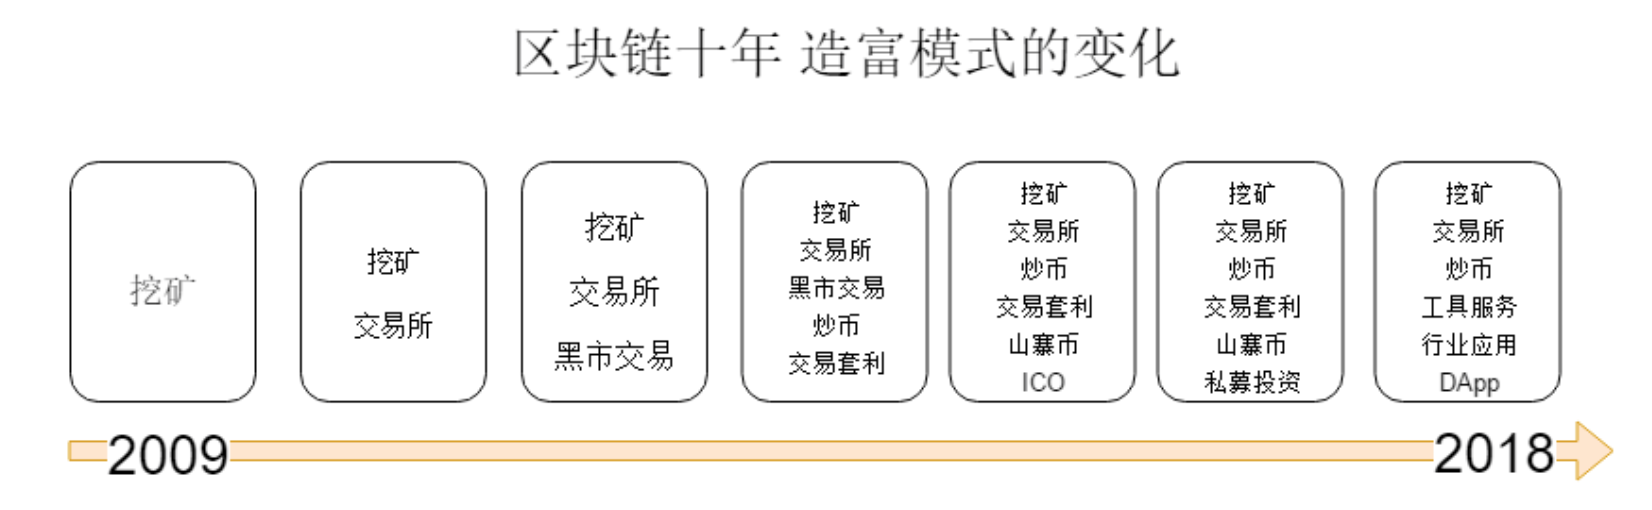 区块链十年 造富模式的变化
挖矿
挖矿
交易所
挖矿
交易所
黑市交易
挖矿
交易所
黑市交易
炒币
交易套利
挖矿
交易所
炒币
交易套利
山寨币
ICO
挖矿
交易所
炒币
交易套利
山寨币
私募投资
挖矿
交易所
炒币
工具服务
行业应用
DApp
2009
2018